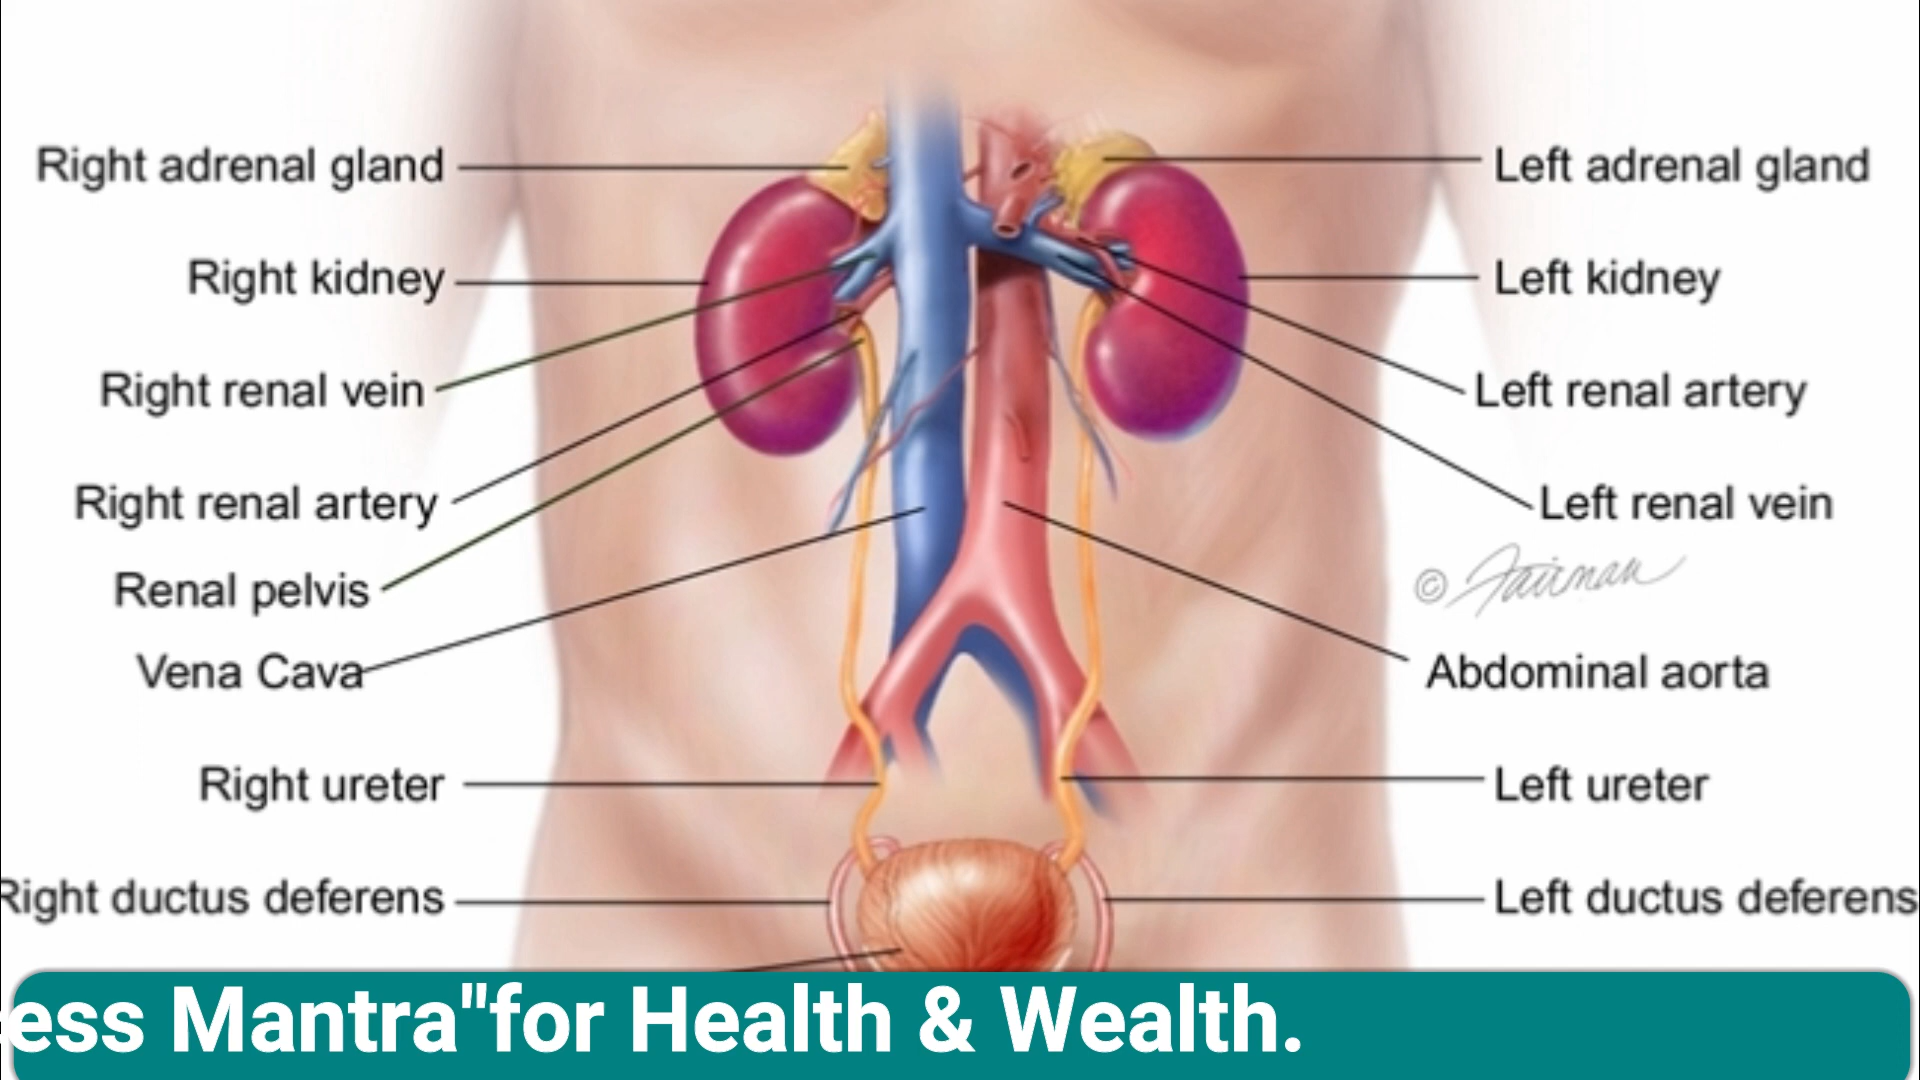 Right adrenal gland
Left adrenal gland
Right kidney
Left kidney
Right renal vein
Left renal artery
Right renal artery
Left renal vein
© Fairman
Renal pelvis
Vena Cava
Abdominal aorta
Right ureter
Left ureter
Right ductus deferens
Left ductus deferens
ess Mantra"for Health & Wealth.